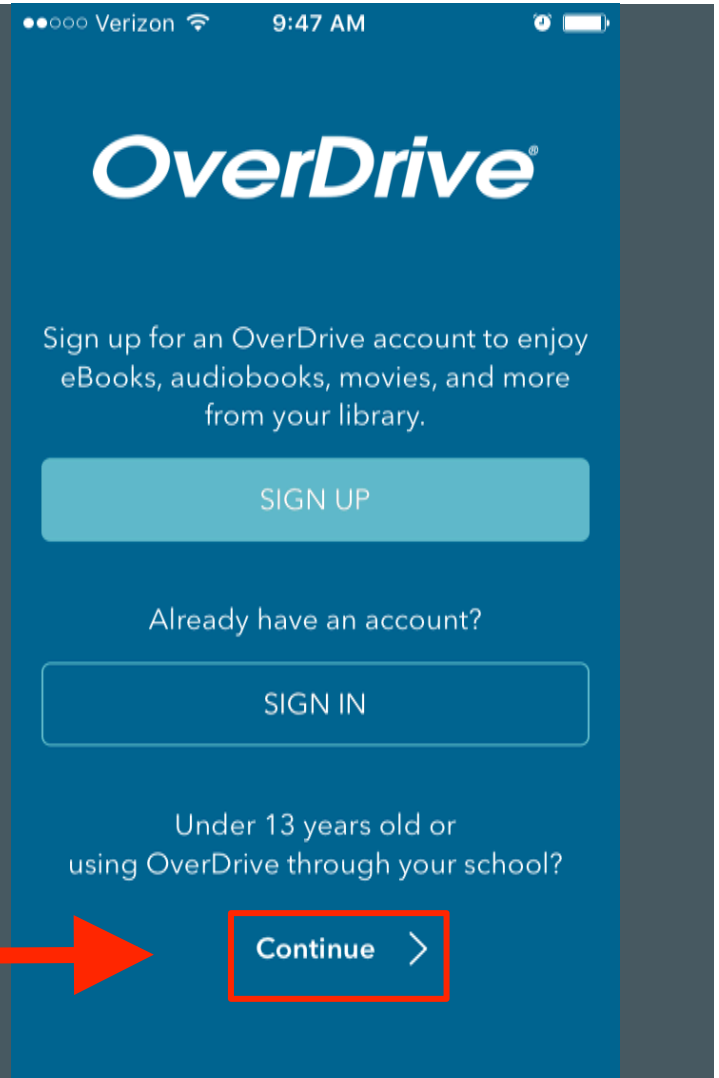 Verizon 9:47 AM
OverDrive®
Sign up for an OverDrive account to enjoy
eBooks, audiobooks, movies, and more
from your library.
SIGN UP
Already have an account?
SIGN IN
Under 13 years old or
using OverDrive through your school?
Continue >